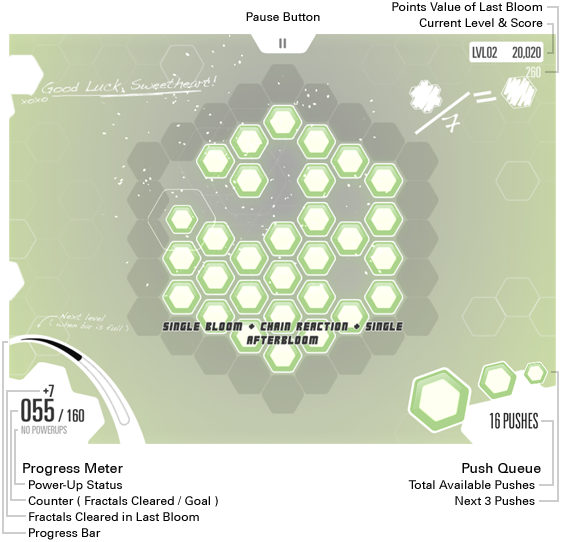 Points Value of Last Bloom
Pause Button
Current Level & Score
LVL02 20,020
260
Good Luck, Sweetheart!
xoxo
7
Next level
(when bar is full)
SINGLE BLOOM • CHAIN REACTION • SINGLE
AFTERBLOOM
+7
055 / 160
NO POWERUPS
16 PUSHES
Progress Meter
Power-Up Status
Counter ( Fractals Cleared / Goal )
Fractals Cleared in Last Bloom
Progress Bar
Push Queue
Total Available Pushes
Next 3 Pushes